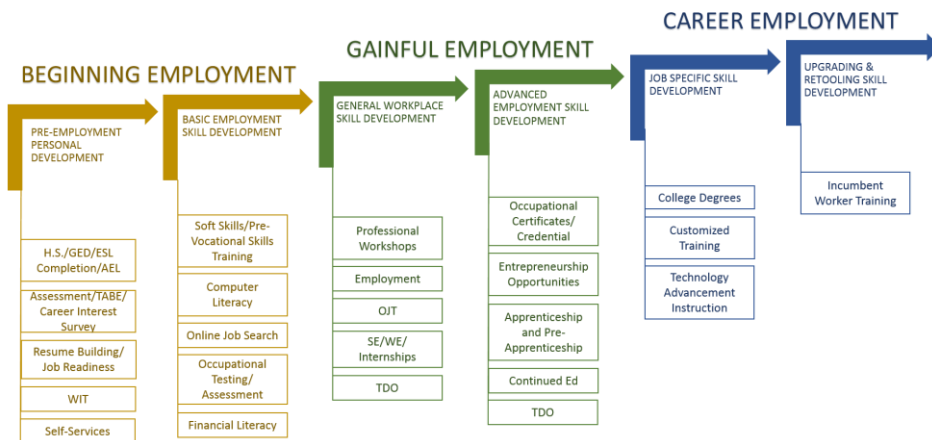 BEGINNING EMPLOYMENT
PRE-EMPLOYMENT
PERSONAL
DEVELOPMENT
H.S./GED/ESL
Completion/AEL
Assessment/TABE/
Career Interest
Survey
Resume Building/
Job Readiness
WIT
Self-Services
BASIC EMPLOYMENT
SKILL DEVELOPMENT
Soft Skills/Pre-
Vocational Skills
Training
Computer
Literacy
Online Job Search
Occupational
Testing/
Assessment
Financial Literacy
GAINFUL EMPLOYMENT
GENERAL WORKPLACE
SKILL DEVELOPMENT
Professional
Workshops
Employment
OJT
SE/WE/
Internships
TDO
ADVANCED
EMPLOYMENT SKILL
DEVELOPMENT
Occupational
Certificates/
Credential
Entrepreneurship
Opportunities
Apprenticeship
and Pre-
Apprenticeship
Continued Ed
TDO
CAREER EMPLOYMENT
JOB SPECIFIC SKILL
DEVELOPMENT
College Degrees
Customized
Training
Technology
Advancement
Instruction
UPGRADING &
RETOOLING SKILL
DEVELOPMENT
Incumbent
Worker Training